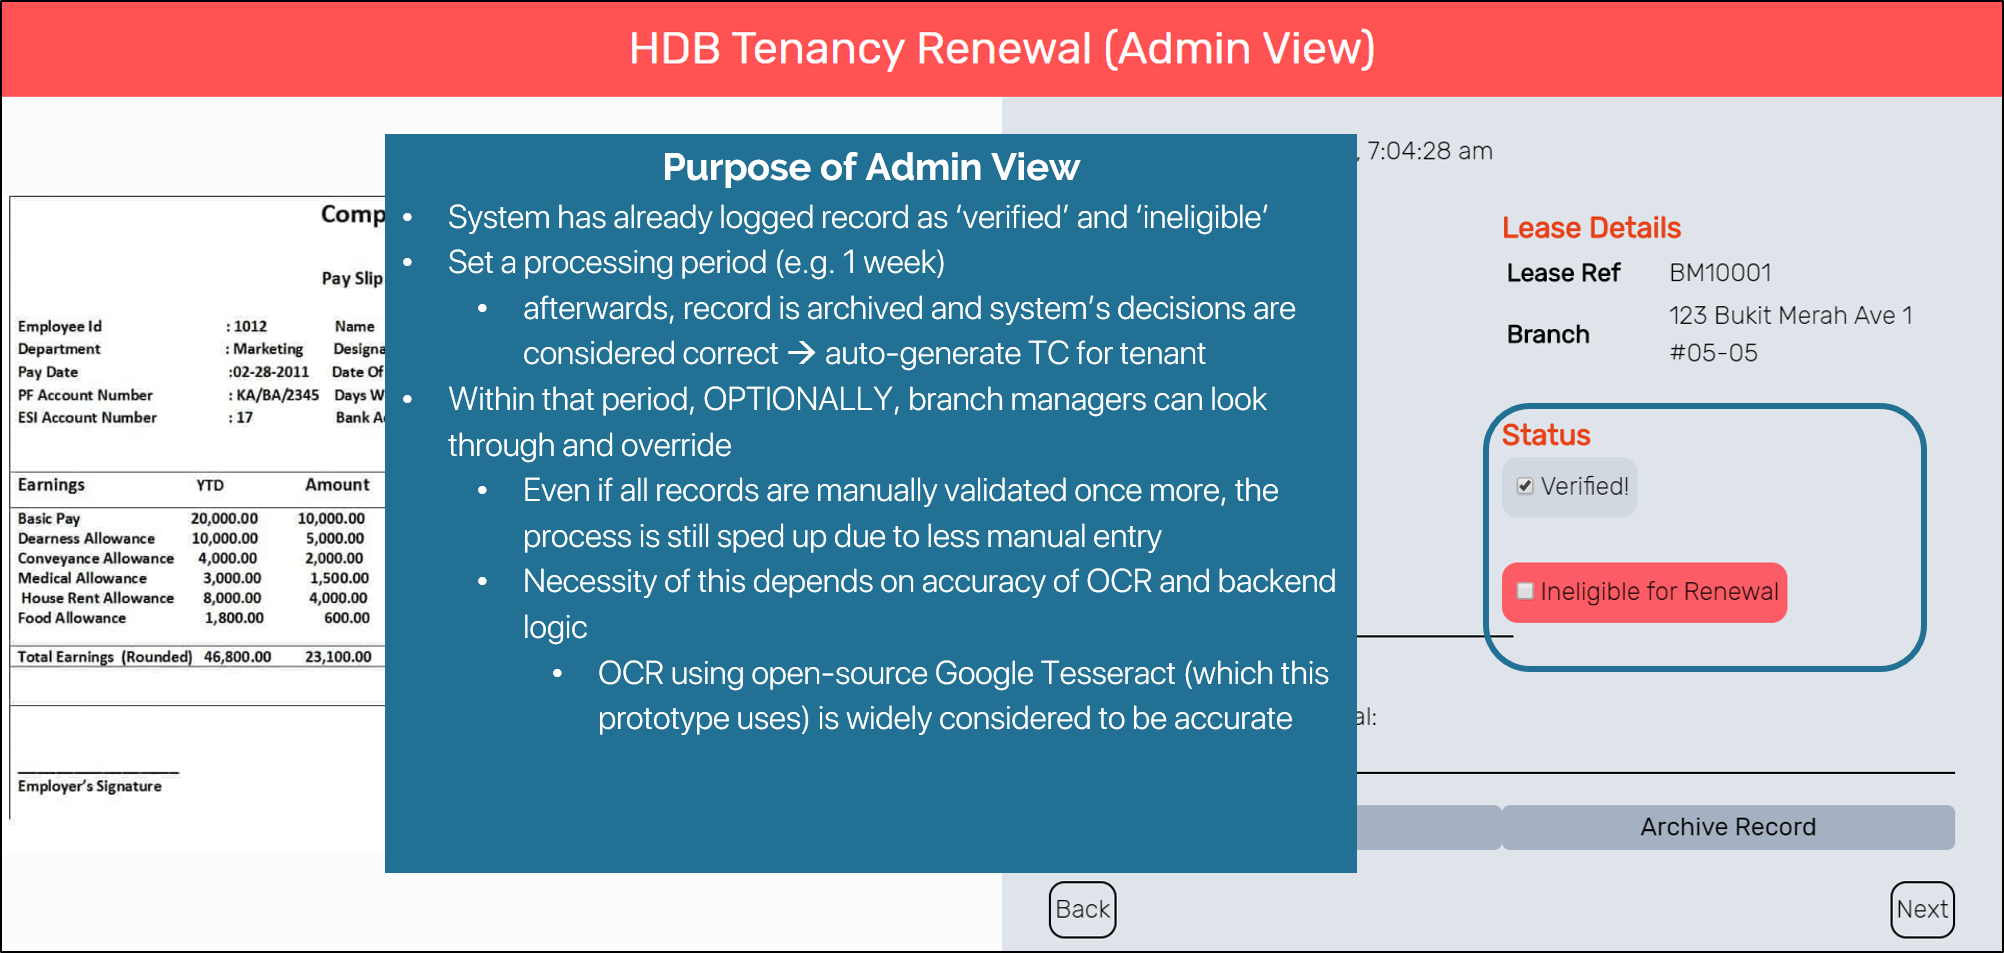 HDB Tenancy Renewal (Admin View)
Comp
Pay Slip
Employee Id : 1012 Name
Department : Marketing Designa
Pay Date :02-28-2011 Date Of
PF Account Number : KA/BA/2345 Days W
ESI Account Number : 17 Bank A
Earnings YTD Amount
Basic Pay 20,000.00 10,000.00
Dearness Allowance 10,000.00 5,000.00
Conveyance Allowance 4,000.00 2,000.00
Medical Allowance 3,000.00 1,500.00
House Rent Allowance 8,000.00 4,000.00
Food Allowance 1,800.00 600.00
Total Earnings (Rounded) 46,800.00 23,100.00
Employer's Signature
Purpose of Admin View
• System has already logged record as ‘verified’ and ‘ineligible’
• Set a processing period (e.g. 1 week)
• afterwards, record is archived and system’s decisions are
considered correct → auto-generate TC for tenant
• Within that period, OPTIONALLY, branch managers can look
through and override
• Even if all records are manually validated once more, the
process is still sped up due to less manual entry
• Necessity of this depends on accuracy of OCR and backend
logic
• OCR using open-source Google Tesseract (which this
prototype uses) is widely considered to be accurate
, 7:04:28 am
Lease Details
Lease Ref BM10001
Branch 123 Bukit Merah Ave 1
#05-05
Status
Verified!
Ineligible for Renewal
al:
Archive Record
Back
Next